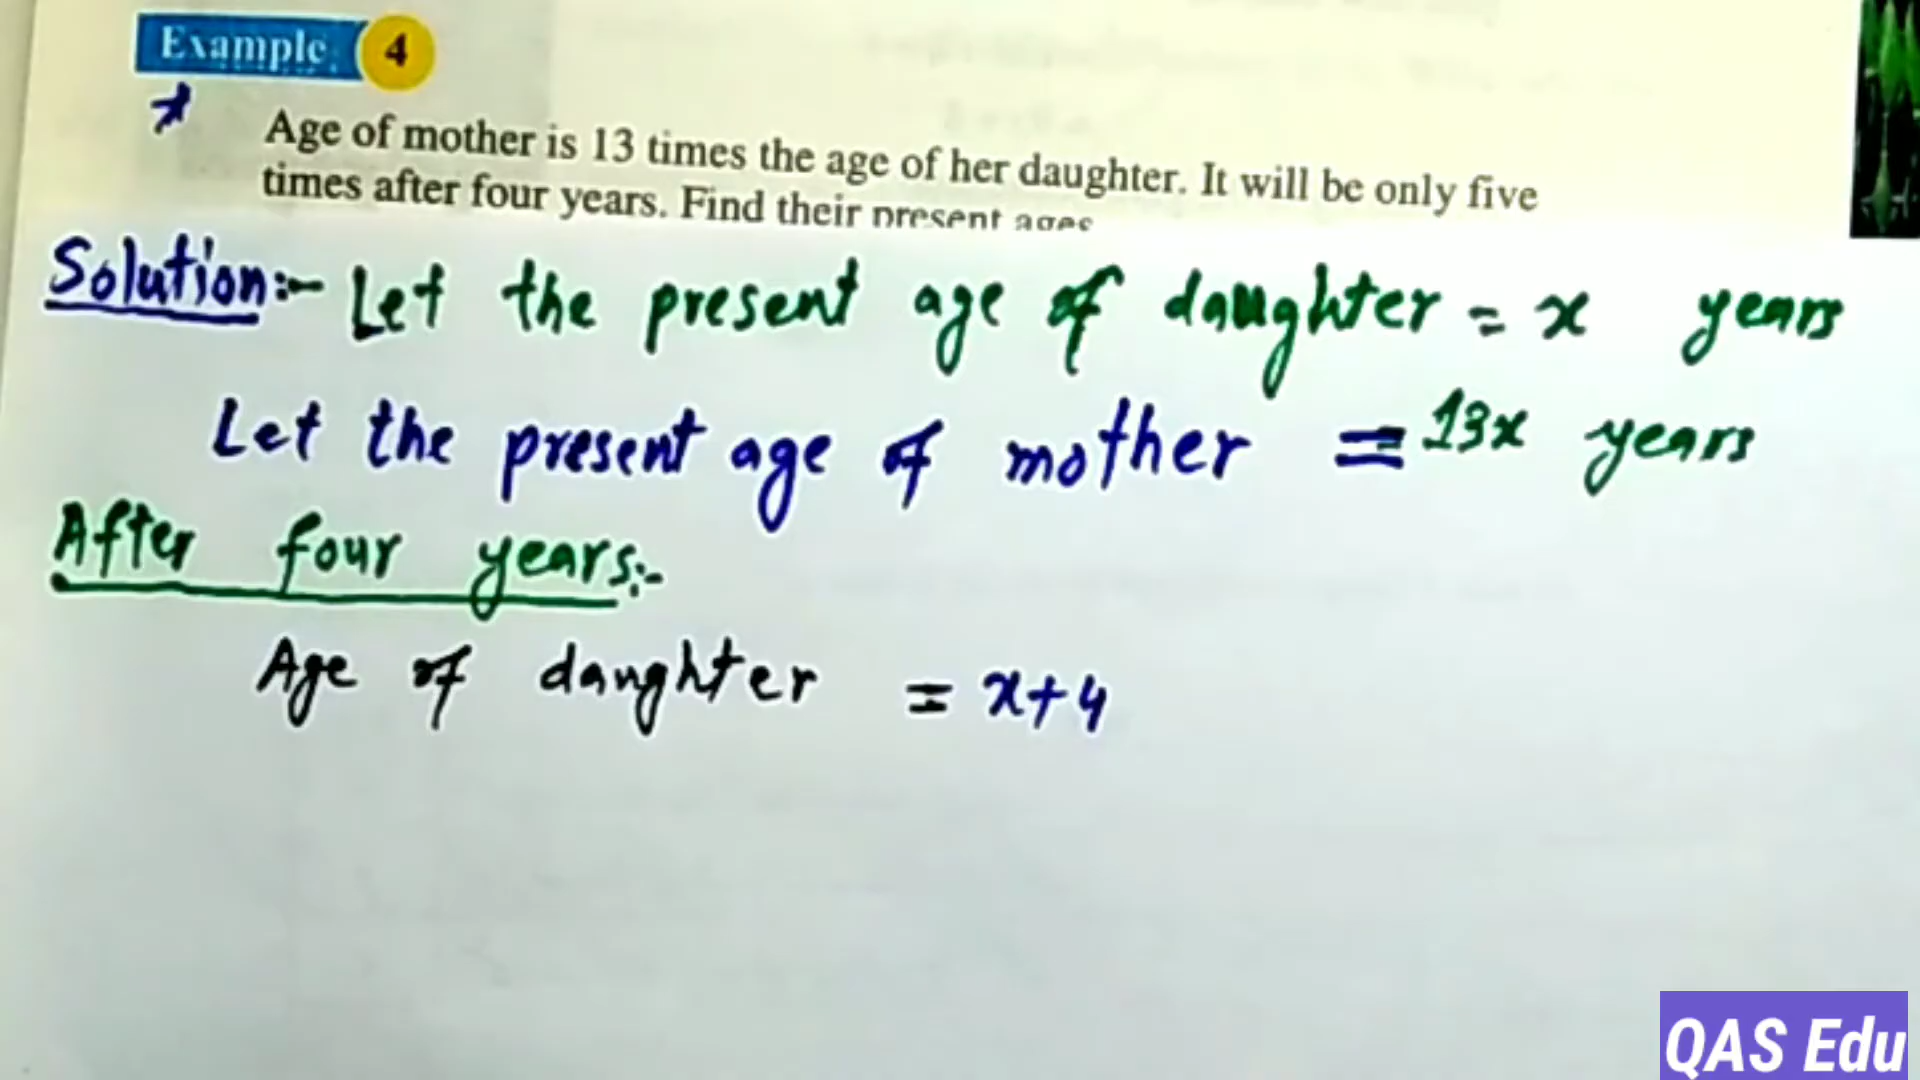 Example 4
Age of mother is 13 times the age of her daughter. It will be only five
times after four years. Find their present ages
Solution:- Let the present age of daughter = x years
Let the present age of mother = 13x years
After four years:-
Age of daughter = x+4
QAS Edu